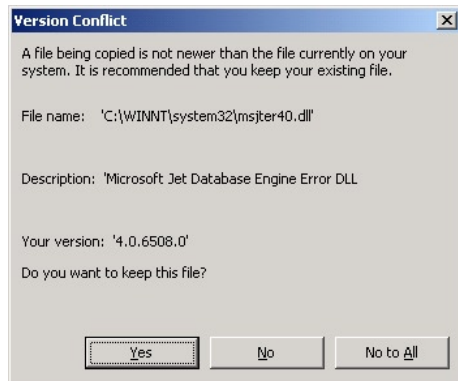 Version Conflict
A file being copied is not newer than the file currently on your
system. It is recommended that you keep your existing file.
File name: 'C:\WINNT\system32\msjter40.dll'
Description: 'Microsoft Jet Database Engine Error DLL
Your version: '4.0.6508.0'
Do you want to keep this file?
Yes No No to All